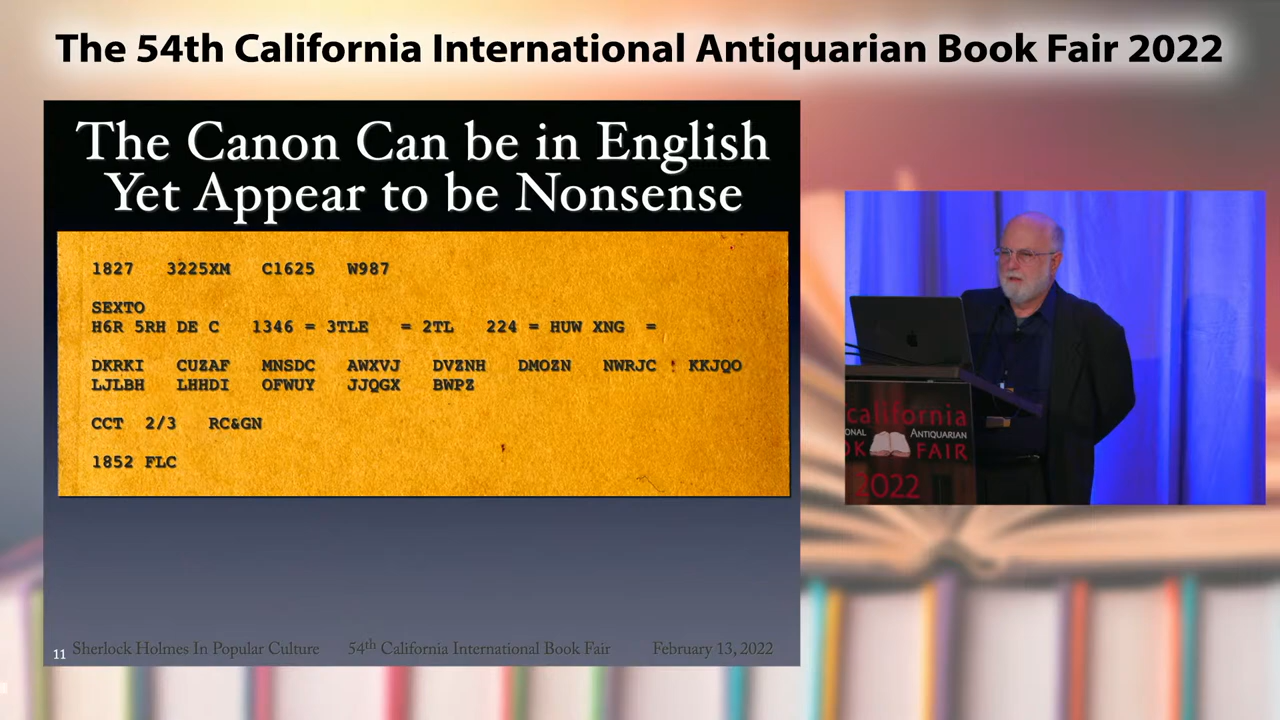 The 54th California International Antiquarian Book Fair 2022
The Canon Can be in English
Yet Appear to be Nonsense
1827 3225XM C1625 W987
SEXTO
H6R 5RH DE C 1346 = 3TLE = 2TL 224 = HUW XNG =
DKRKI CUZAF MNSDC AWXVJ DVZNH DMOZN NWRJC KKJQO
LJLBH LHHDI OFWUY JJQGX BWPZ
CCT 2/3 RC&GN
1852 FLC
11 Sherlock Holmes In Popular Culture 54th California International Book Fair February 13, 2022
california
ONAL ANTIQUARIAN
OK FAIR
2022